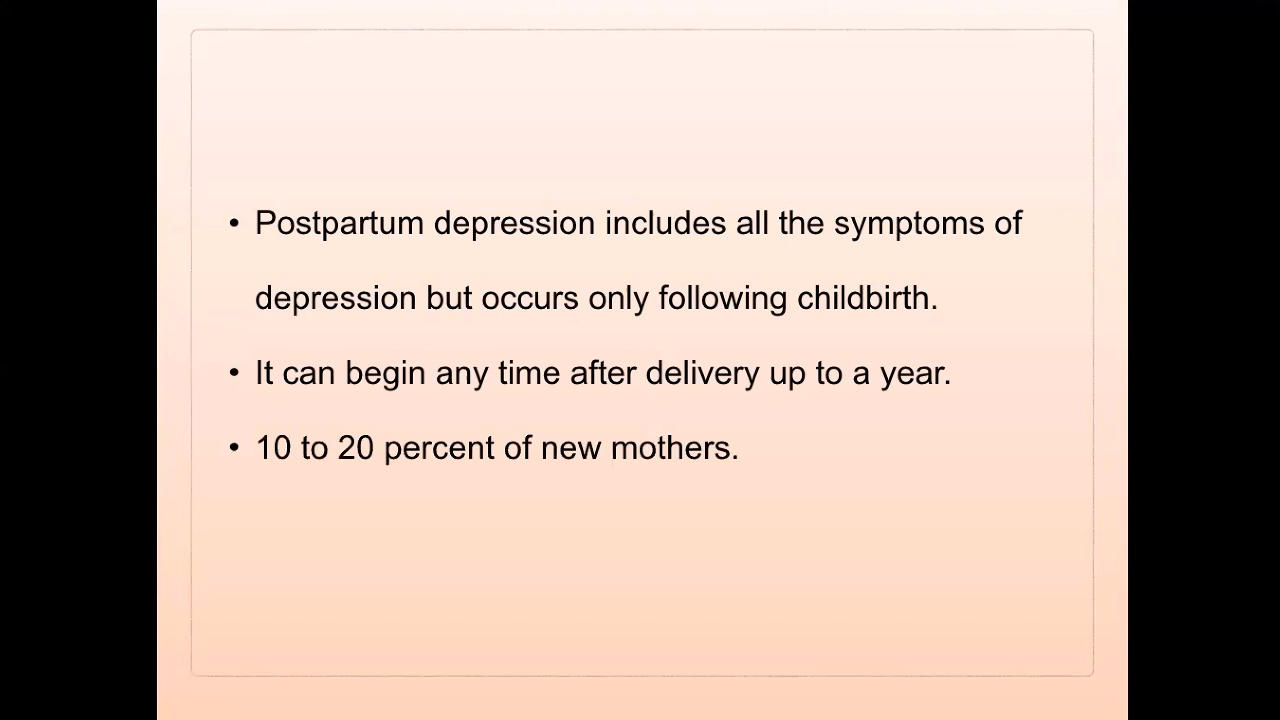 • Postpartum depression includes all the symptoms of
depression but occurs only following childbirth.
• It can begin any time after delivery up to a year.
• 10 to 20 percent of new mothers.